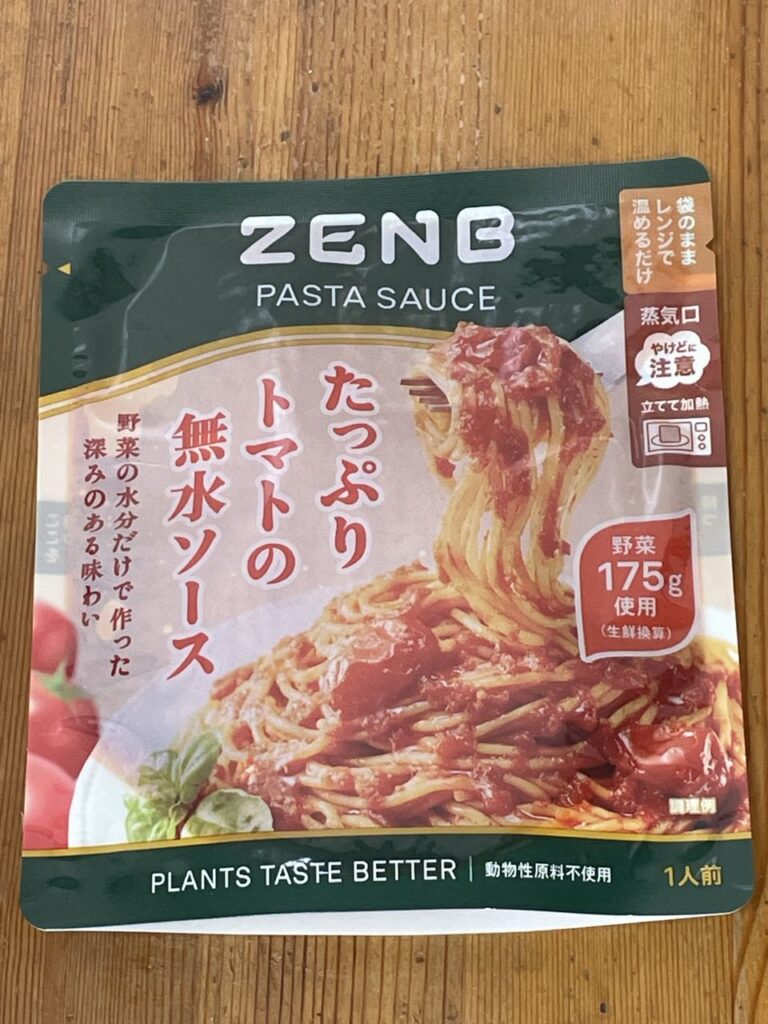 ZENB
PASTA SAUCE
袋のまま
レンジで
温めるだけ
蒸気口
やけどに
注意
立てて加熱
たっぷり
トマトの
無水ソース
野菜の水分だけで作った
深みのある味わい
野菜
175g
使用
(生鮮換算)
調理例
PLANTS TASTE BETTER
動物性原料不使用
1人前